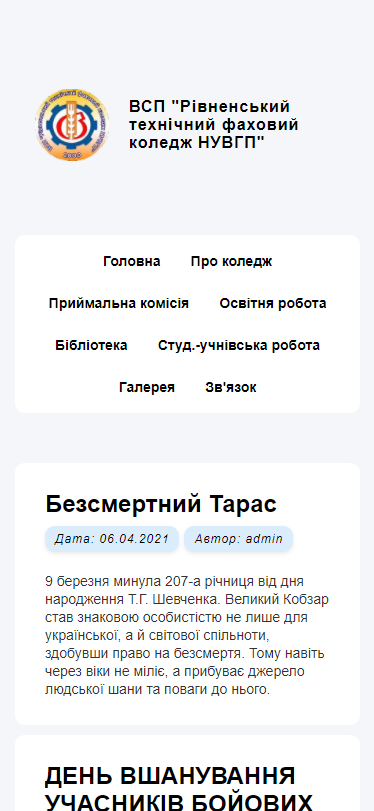 ВСП "Рівненський
технічний фаховий
коледж НУВГП"
Головна Про коледж
Приймальна комісія Освітня робота
Бібліотека Студ.-учнівська робота
Галерея Зв'язок
Безсмертний Тарас
Дата: 06.04.2021 Автор: admin
9 березня минула 207-а річниця від дня
народження Т.Г. Шевченка. Великий Кобзар
став знаковою особистістю не лише для
української, а й світової спільноти,
здобувши право на безсмертя. Тому навіть
через віки не міліє, а прибуває джерело
людської шани та поваги до нього.
ДЕНЬ ВШАНУВАННЯ
УЧАСНИКІВ БОЙОВИХ